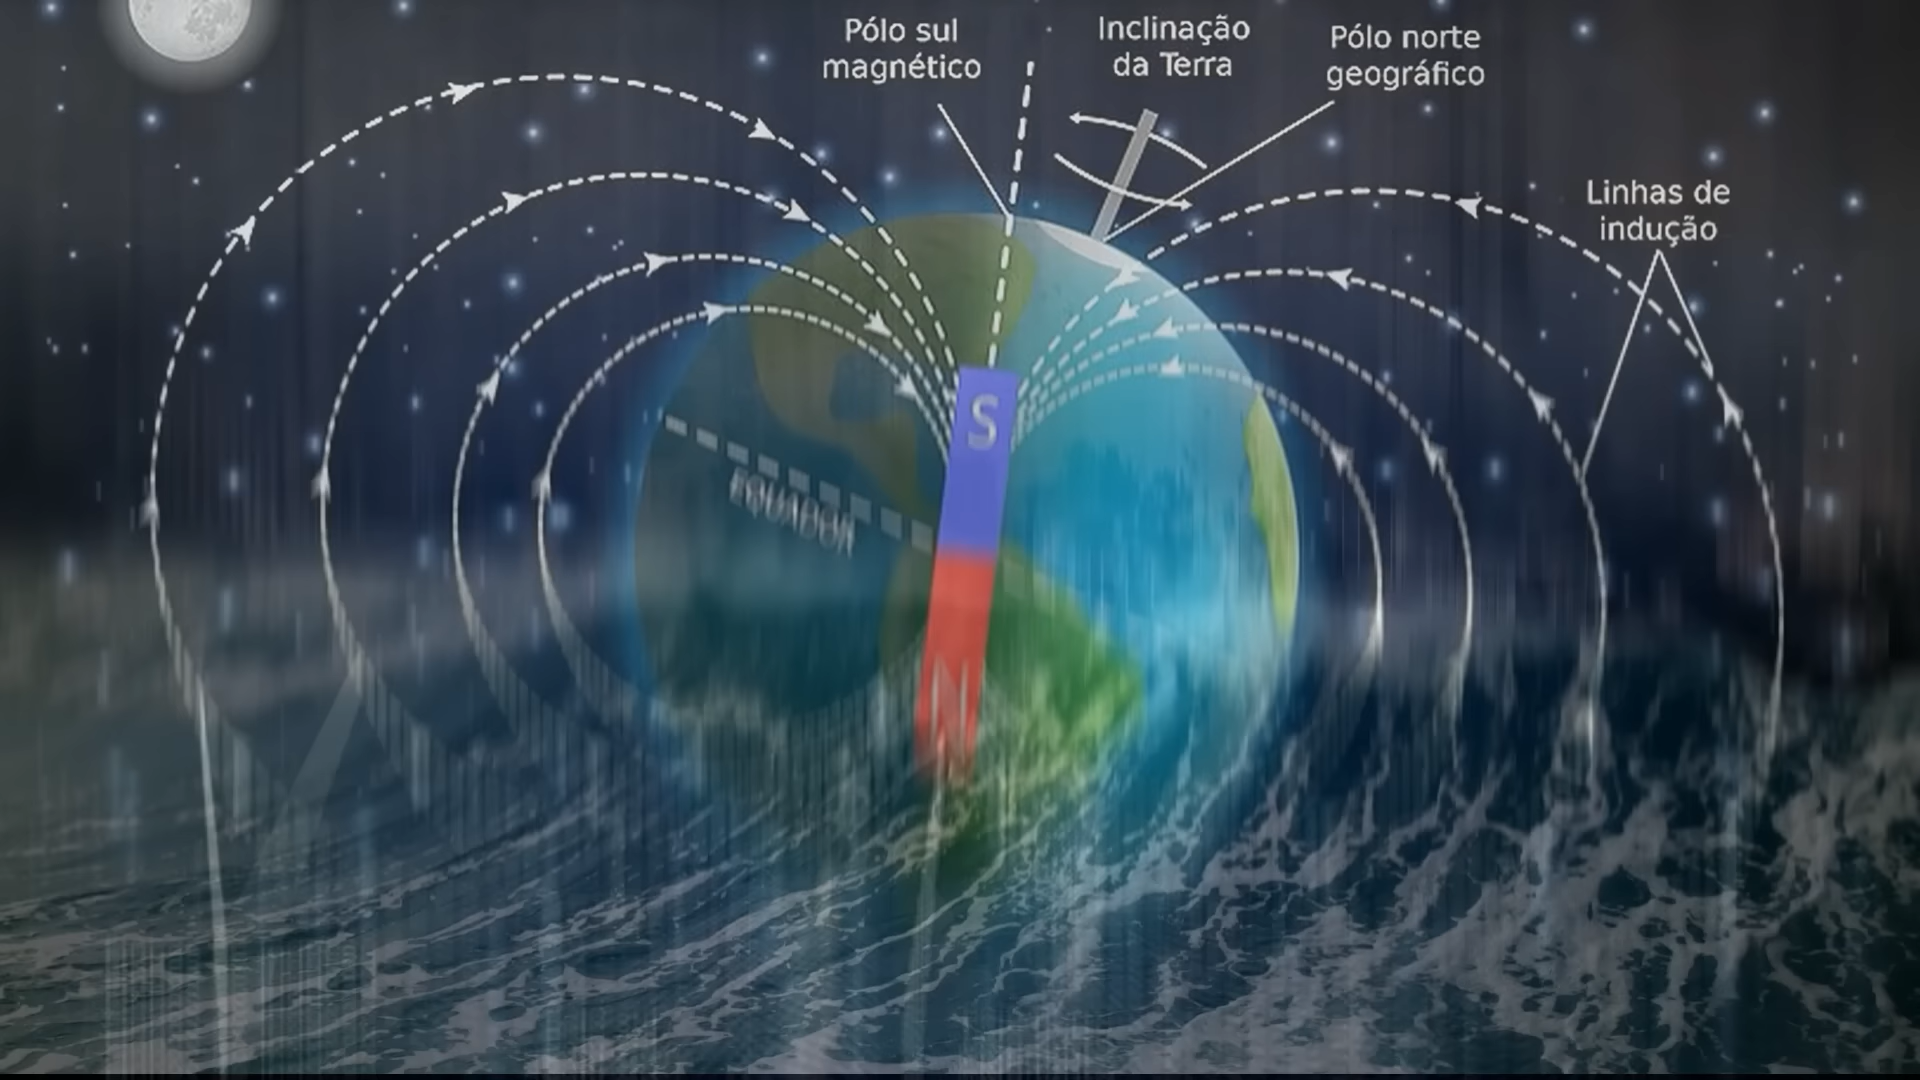 Pólo sul
magnético
Inclinação
da Terra
Pólo norte
geográfico
Linhas de
indução
S
EQUADOR
N